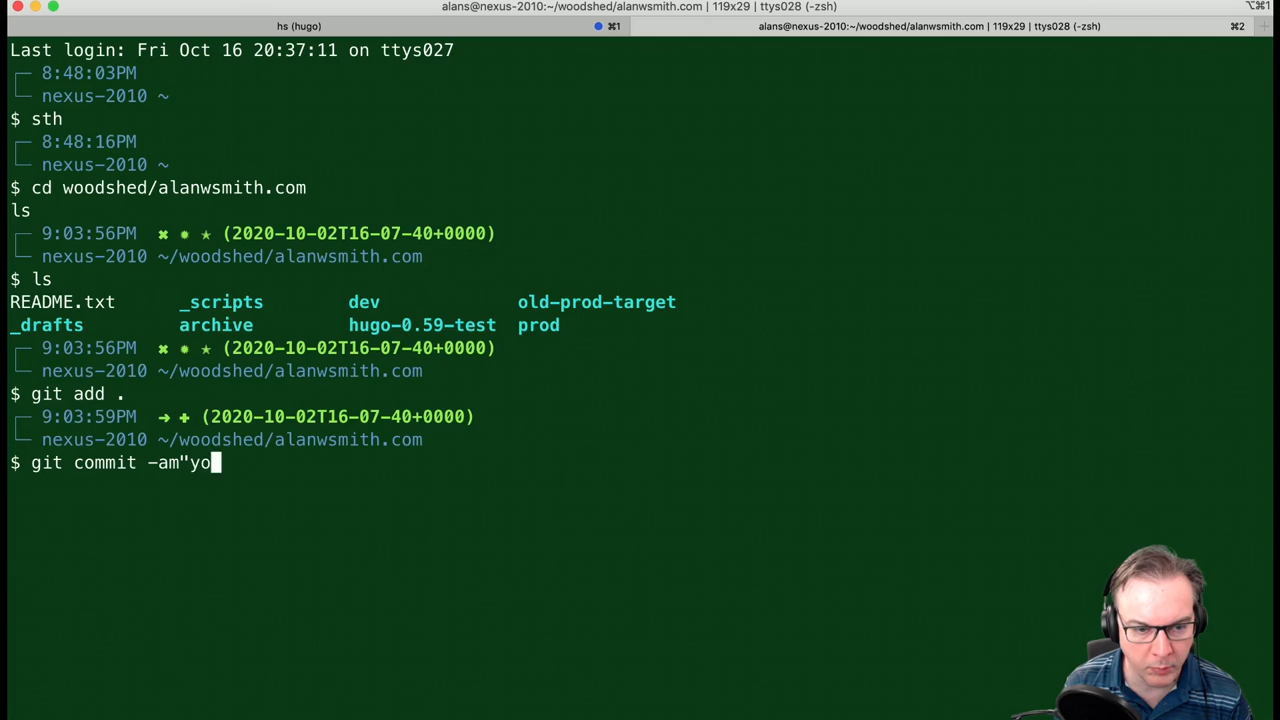 alans@nexus-2010:~/woodshed/alanwsmith.com | 119x29 | ttys028 (-zsh)
⌥⌘1
hs (hugo)
⌘1
alans@nexus-2010:~/woodshed/alanwsmith.com | 119x29 | ttys028 (-zsh)
⌘2
Last login: Fri Oct 16 20:37:11 on ttys027
8:48:03PM
nexus-2010 ~
$ sth
8:48:16PM
nexus-2010 ~
$ cd woodshed/alanwsmith.com
ls
9:03:56PM ✖ ✹ ★ (2020-10-02T16-07-40+0000)
nexus-2010 ~/woodshed/alanwsmith.com
$ ls
README.txt _scripts dev old-prod-target
_drafts archive hugo-0.59-test prod
9:03:56PM ✖ ✹ ★ (2020-10-02T16-07-40+0000)
nexus-2010 ~/woodshed/alanwsmith.com
$ git add .
9:03:59PM ➜ ✚ (2020-10-02T16-07-40+0000)
nexus-2010 ~/woodshed/alanwsmith.com
$ git commit -am"yo